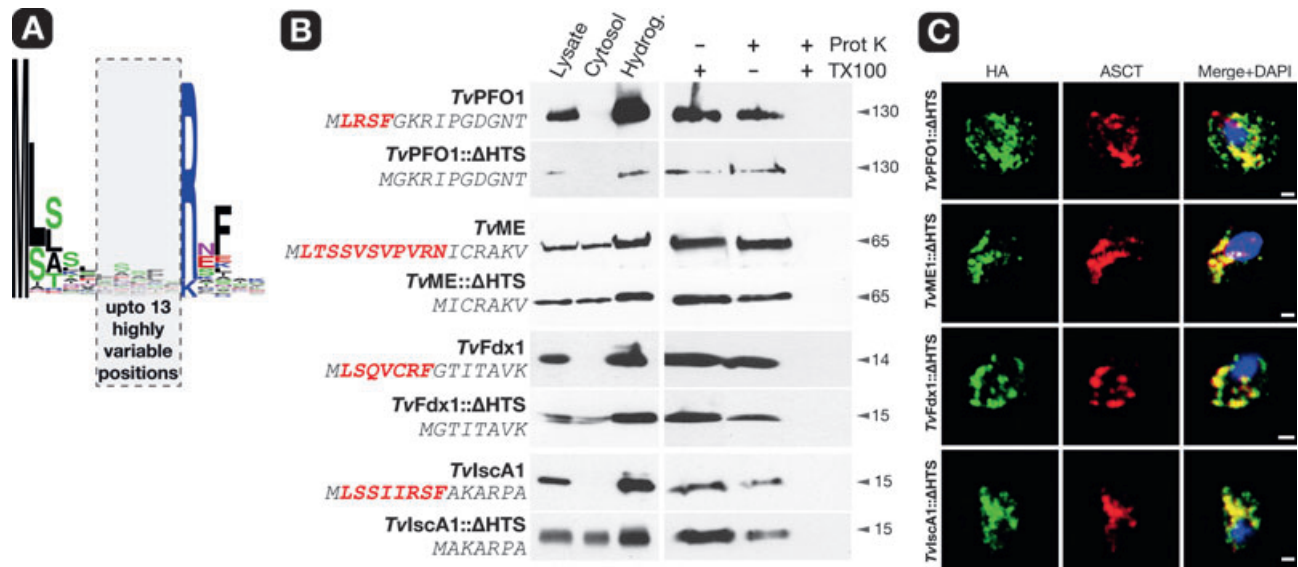 A
upto 13
highly
variable
positions
B
Lysate
Cytosol
Hydrog.
– + + Prot K
+ – + TX100
TvPFO1
MLRSFGKRIPGDGNT
130
TvPFO1::ΔHTS
MGKRIPGDGNT
130
TvME
MLTSSVSVPVRNICRAKV
65
TvME::ΔHTS
MICRAKV
65
TvFdx1
MLSQVCRFGTITAVK
14
TvFdx1::ΔHTS
MGTITAVK
15
TvIscA1
MLSSIIRSFAKARPA
15
TvIscA1::ΔHTS
MAKARPA
15
C
HA ASCT Merge+DAPI
TvPFO1::ΔHTS
TvME1::ΔHTS
TvFdx1::ΔHTS
TvIscA1::ΔHTS